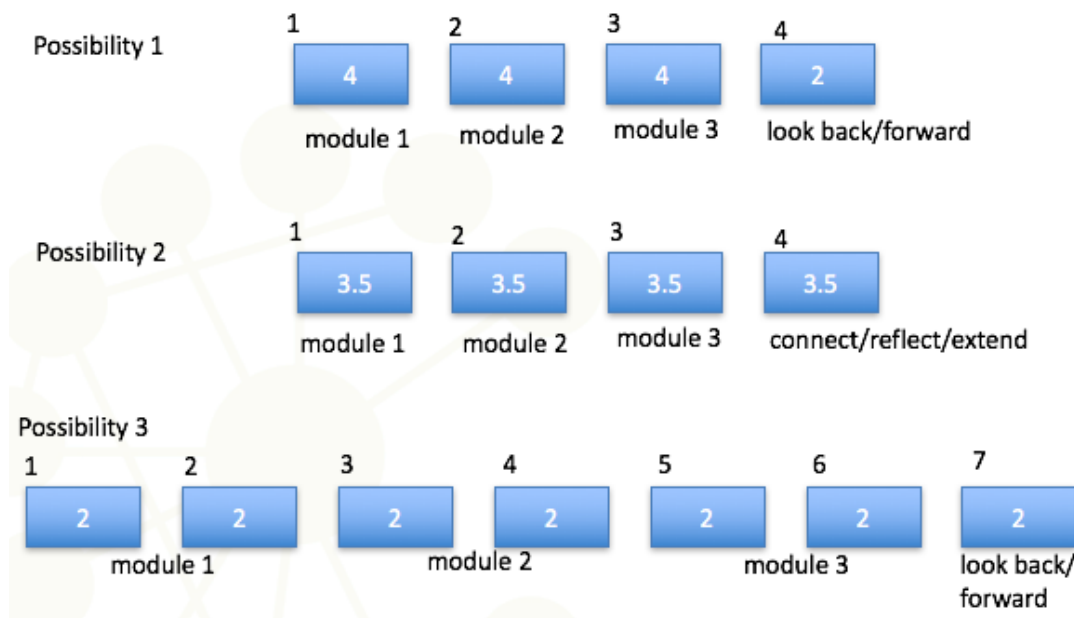 Possibility 1
1 2 3 4
4 4 4 2
module 1 module 2 module 3 look back/forward
Possibility 2
1 2 3 4
3.5 3.5 3.5 3.5
module 1 module 2 module 3 connect/reflect/extend
Possibility 3
1 2 3 4 5 6 7
2 2 2 2 2 2 2
module 1 module 2 module 3 look back/
forward